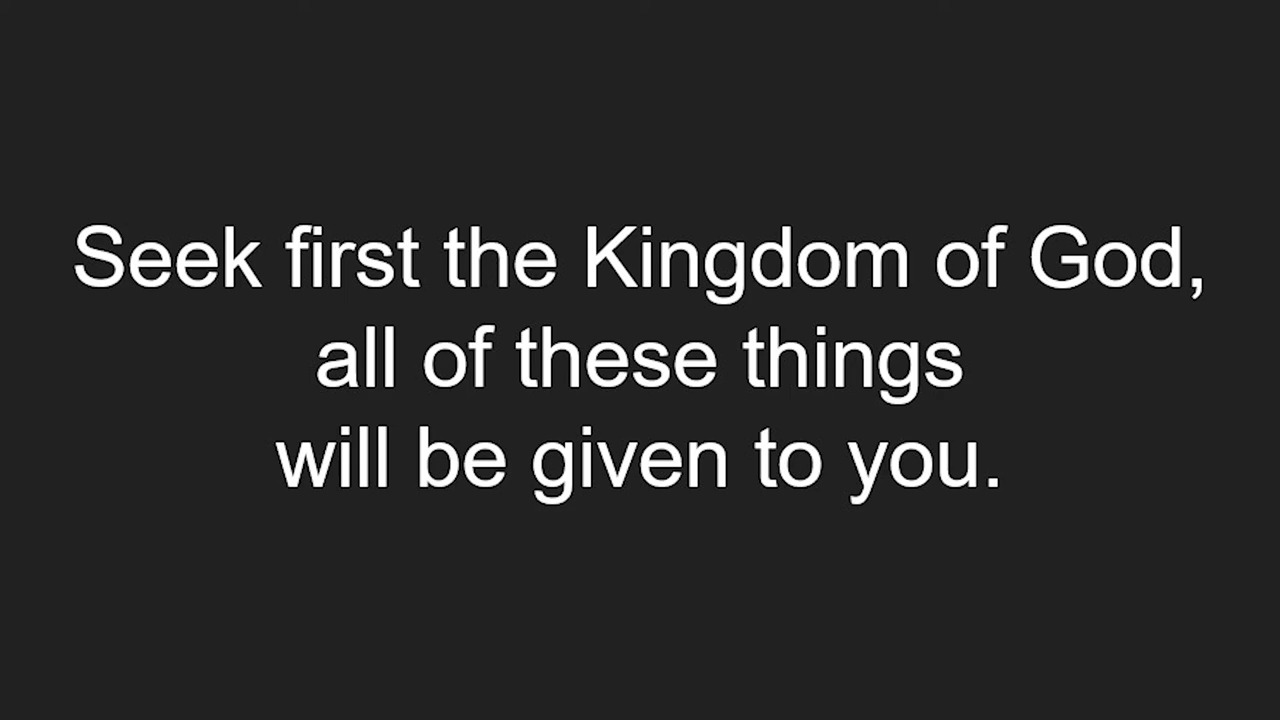 Seek first the Kingdom of God,
all of these things
will be given to you.